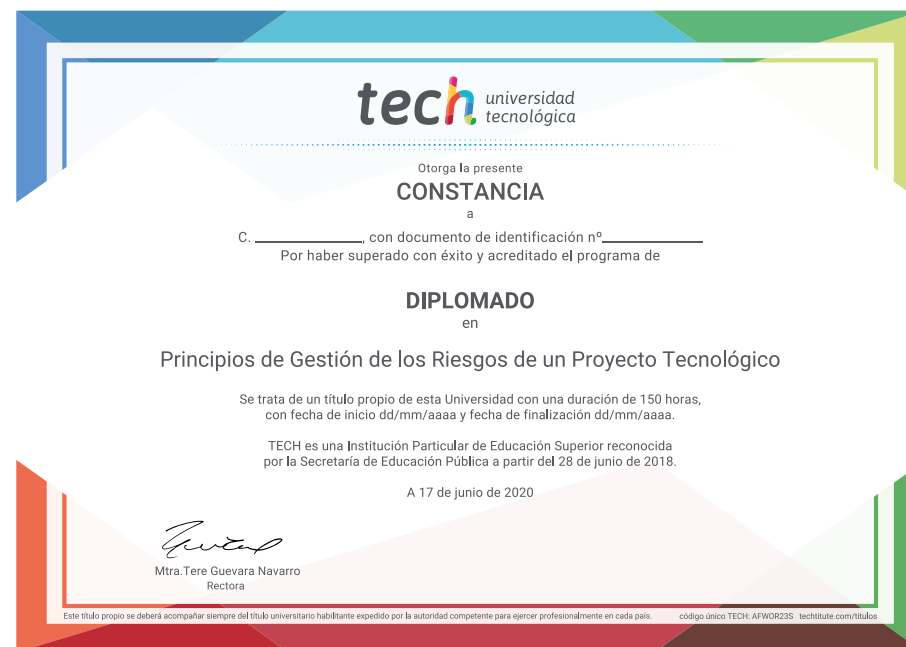 tech universidad
tecnológica
Otorga la presente
CONSTANCIA
a
C. ____________, con documento de identificación nº____________
Por haber superado con éxito y acreditado el programa de
DIPLOMADO
en
Principios de Gestión de los Riesgos de un Proyecto Tecnológico
Se trata de un título propio de esta Universidad con una duración de 150 horas,
con fecha de inicio dd/mm/aaaa y fecha de finalización dd/mm/aaaa.
TECH es una Institución Particular de Educación Superior reconocida
por la Secretaría de Educación Pública a partir del 28 de junio de 2018.
A 17 de junio de 2020
Mtra.Tere Guevara Navarro
Rectora
Este título propio se deberá acompañar siempre del título universitario habilitante expedido por la autoridad competente para ejercer profesionalmente en cada país. código único TECH: AFWOR23S techtitute.com/titulos